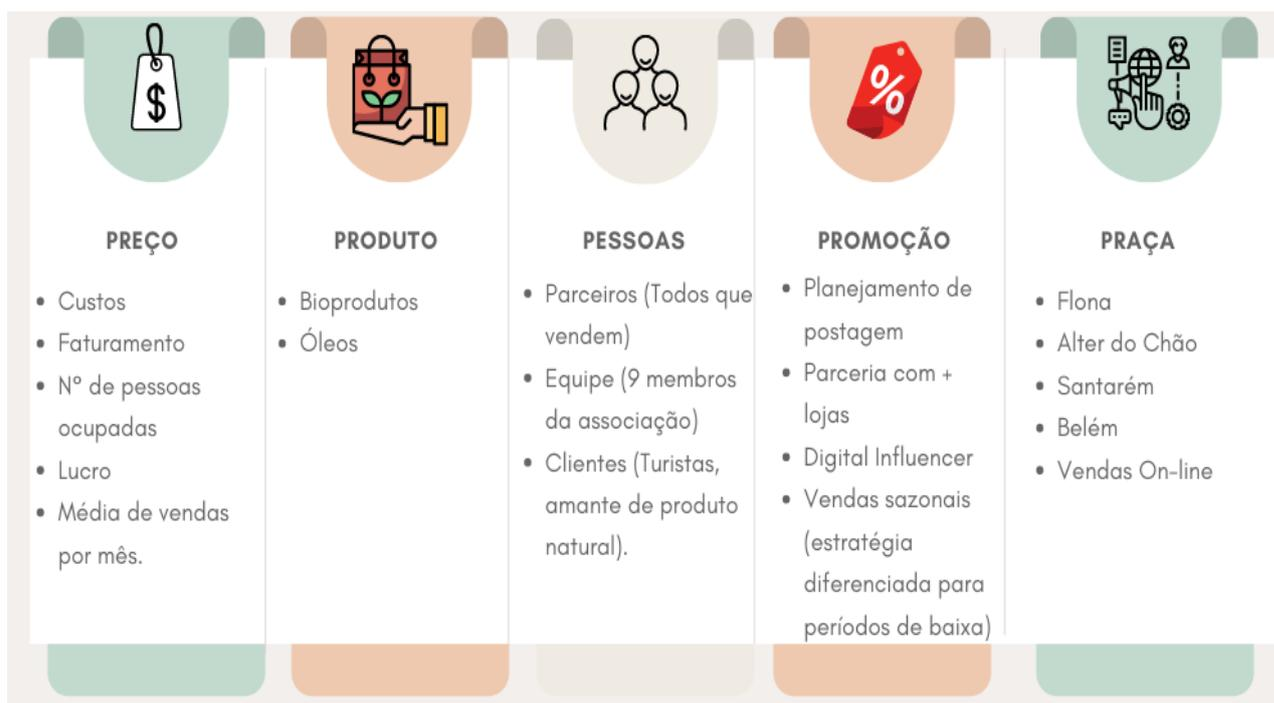 $
%
PREÇO
• Custos
• Faturamento
• Nº de pessoas
ocupadas
• Lucro
• Média de vendas
por mês.
PRODUTO
• Bioprodutos
• Óleos
PESSOAS
• Parceiros (Todos que
vendem)
• Equipe (9 membros
da associação)
• Clientes (Turistas,
amante de produto
natural).
PROMOÇÃO
• Planejamento de
postagem
• Parceria com +
lojas
• Digital Influencer
• Vendas sazonais
(estratégia
diferenciada para
períodos de baixa)
PRAÇA
• Flona
• Alter do Chão
• Santarém
• Belém
• Vendas On-line